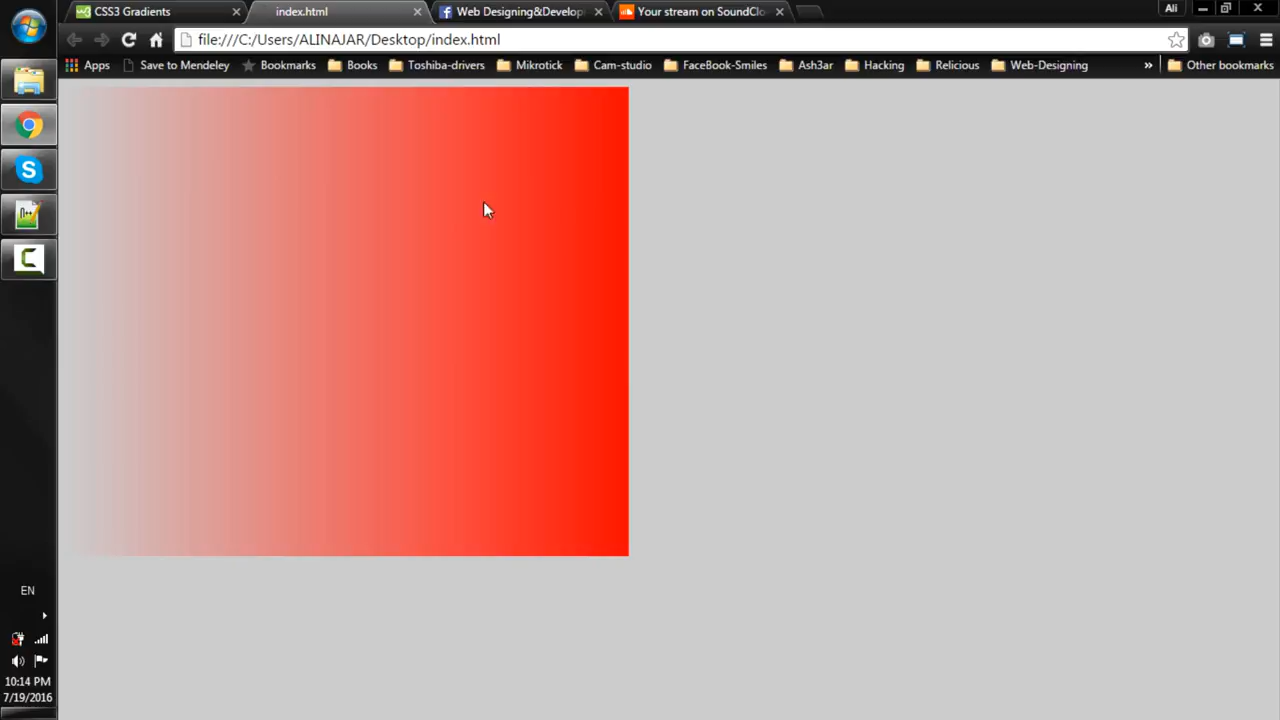 CSS3 Gradients
index.html
Web Designing&Develop
Your stream on SoundClo
Ali
file:///C:/Users/ALINAJAR/Desktop/index.html
Apps
Save to Mendeley
Bookmarks
Books
Toshiba-drivers
Mikrotick
Cam-studio
FaceBook-Smiles
Ash3ar
Hacking
Relicious
Web-Designing
»
Other bookmarks
EN
10:14 PM
7/19/2016